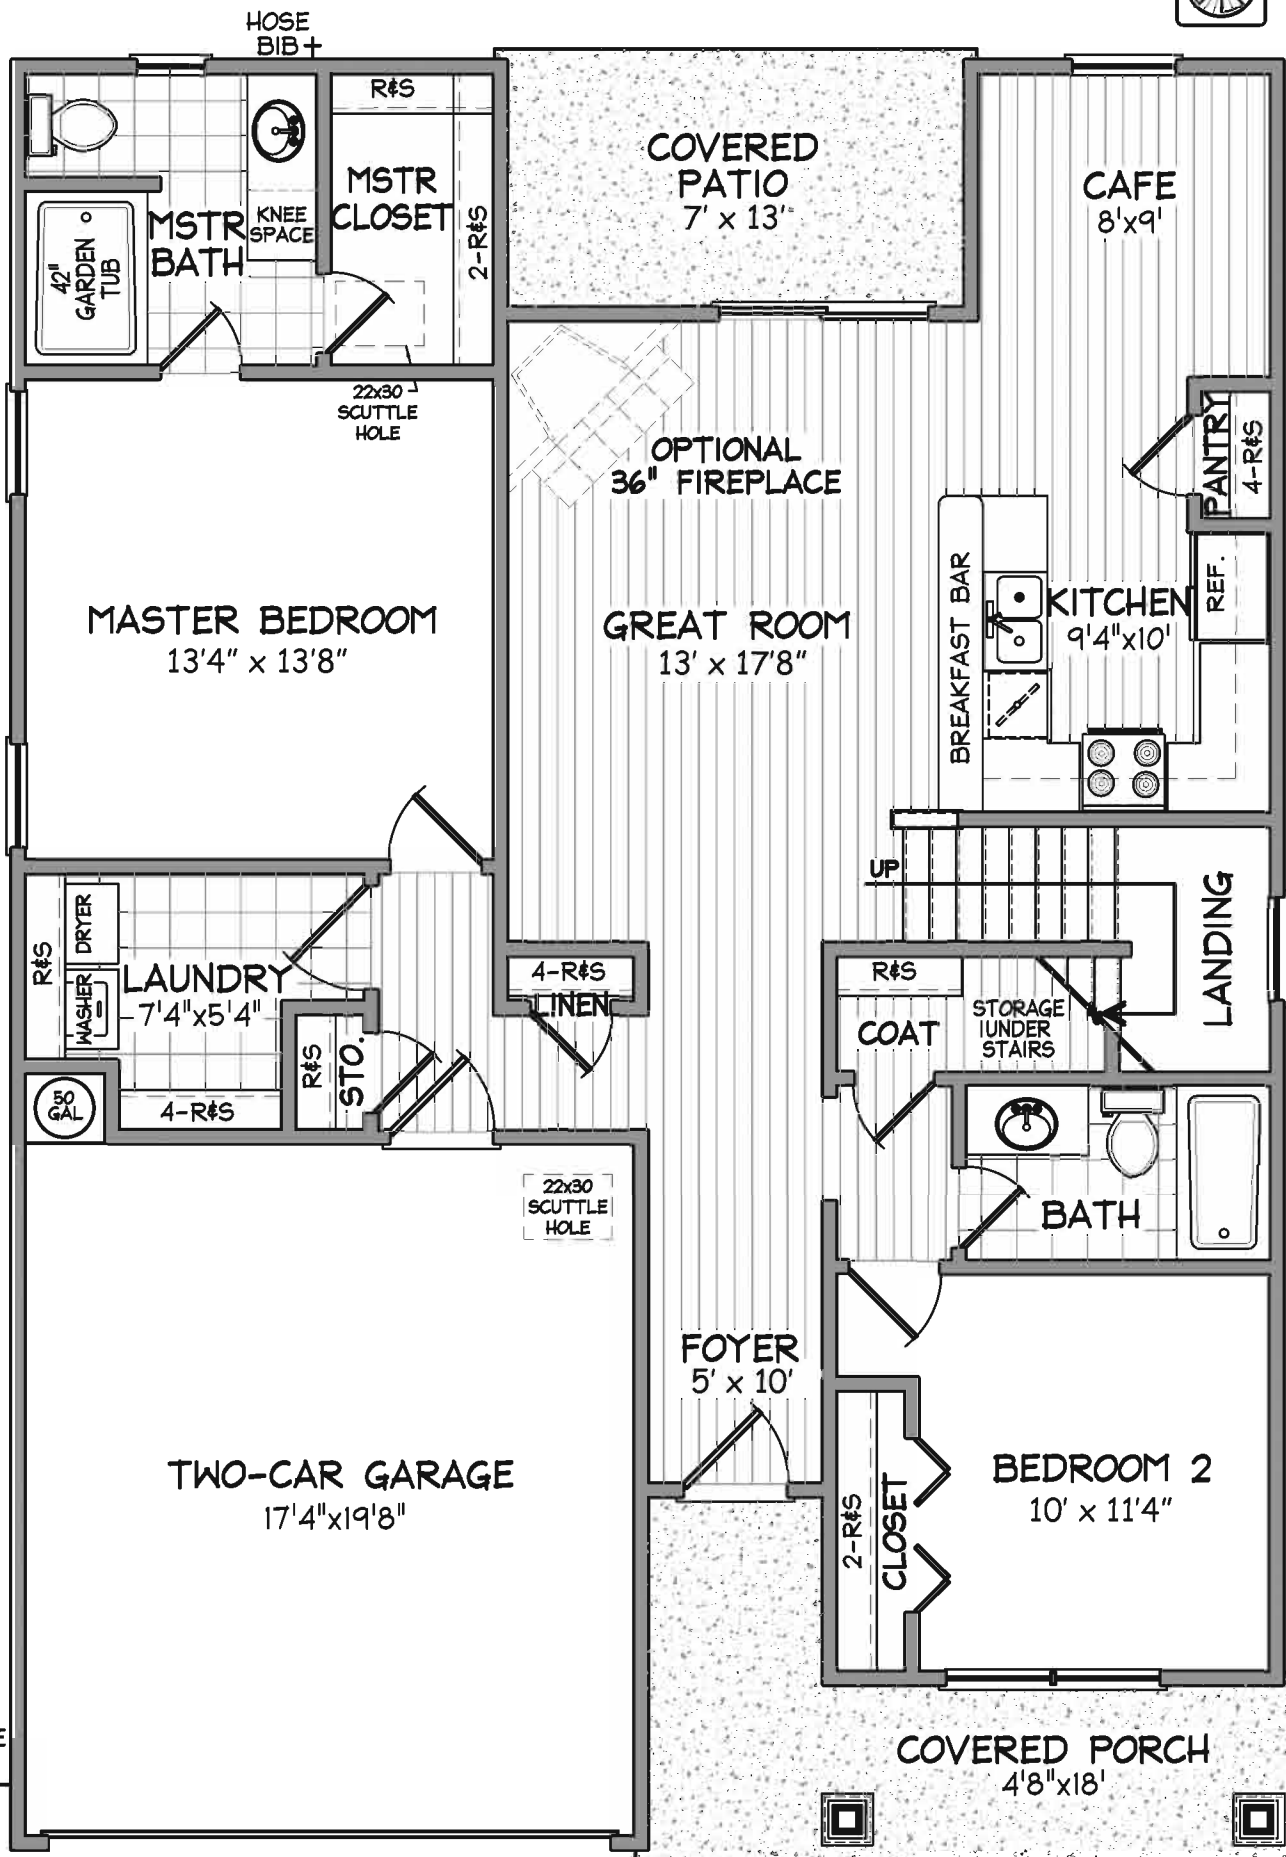 HOSE
BIB
R&S
MSTR
CLOSET
2-R&S
KNEE
SPACE
MSTR
BATH
42"
GARDEN
TUB
22x30
SCUTTLE
HOLE
COVERED
PATIO
7' x 13'
CAFE
8'x9'
PANTRY
4-R&S
OPTIONAL
36" FIREPLACE
MASTER BEDROOM
13'4" x 13'8"
GREAT ROOM
13' x 17'8"
BREAKFAST BAR
KITCHEN
9'4"x10'
REF.
UP
LANDING
R&S
DRYER
WASHER
LAUNDRY
7'4"x5'4"
4-R&S
LINEN
R&S
COAT
STORAGE
UNDER
STAIRS
R&S
STO.
50
GAL
4-R&S
22x30
SCUTTLE
HOLE
BATH
FOYER
5' x 10'
TWO-CAR GARAGE
17'4"x19'8"
2-R&S
CLOSET
BEDROOM 2
10' x 11'4"
COVERED PORCH
4'8"x18'